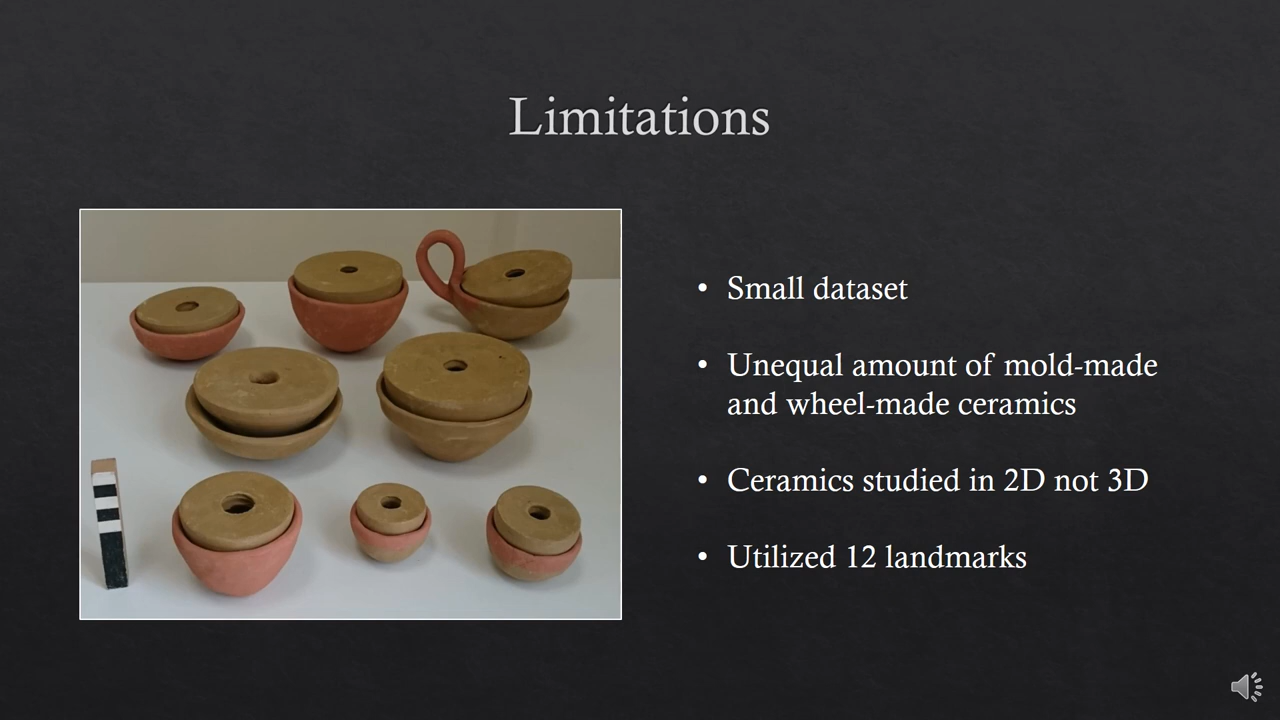 Limitations
• Small dataset
• Unequal amount of mold-made
and wheel-made ceramics
• Ceramics studied in 2D not 3D
• Utilized 12 landmarks